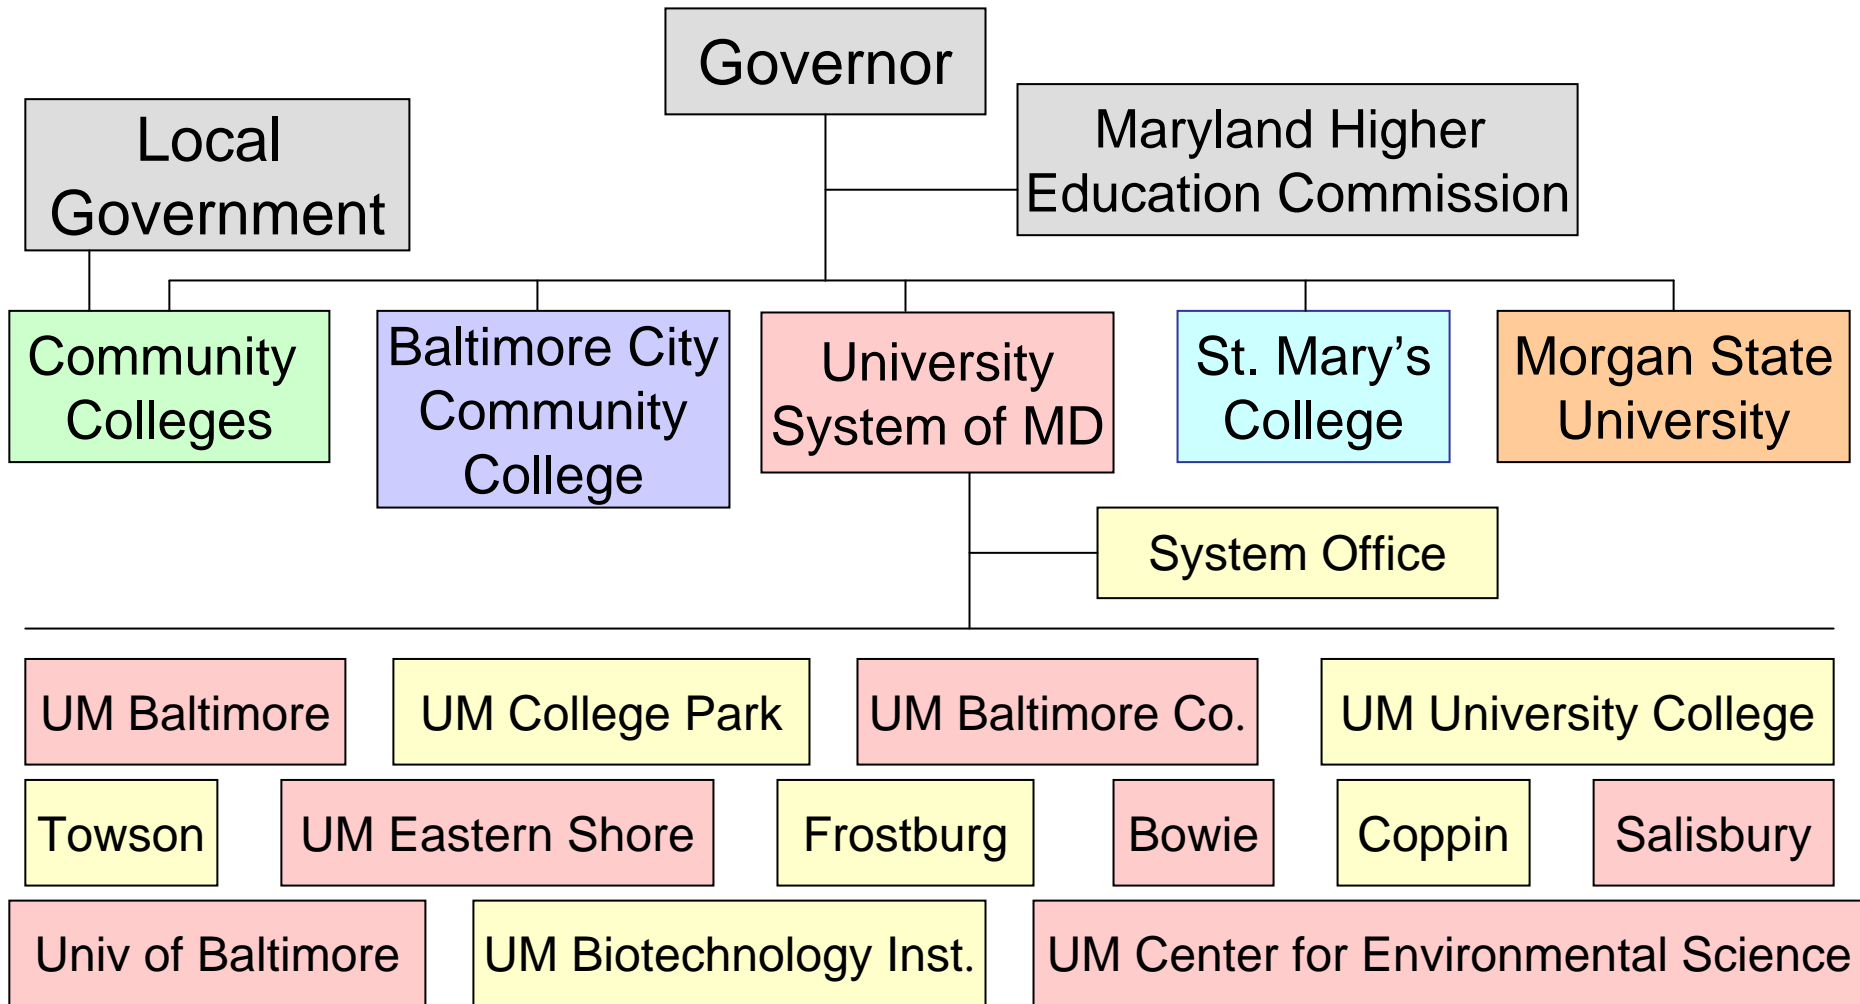 Governor
Local
Government
Maryland Higher
Education Commission
Community
Colleges
Baltimore City
Community
College
University
System of MD
St. Mary’s
College
Morgan State
University
System Office
UM Baltimore
UM College Park
UM Baltimore Co.
UM University College
Towson
UM Eastern Shore
Frostburg
Bowie
Coppin
Salisbury
Univ of Baltimore
UM Biotechnology Inst.
UM Center for Environmental Science